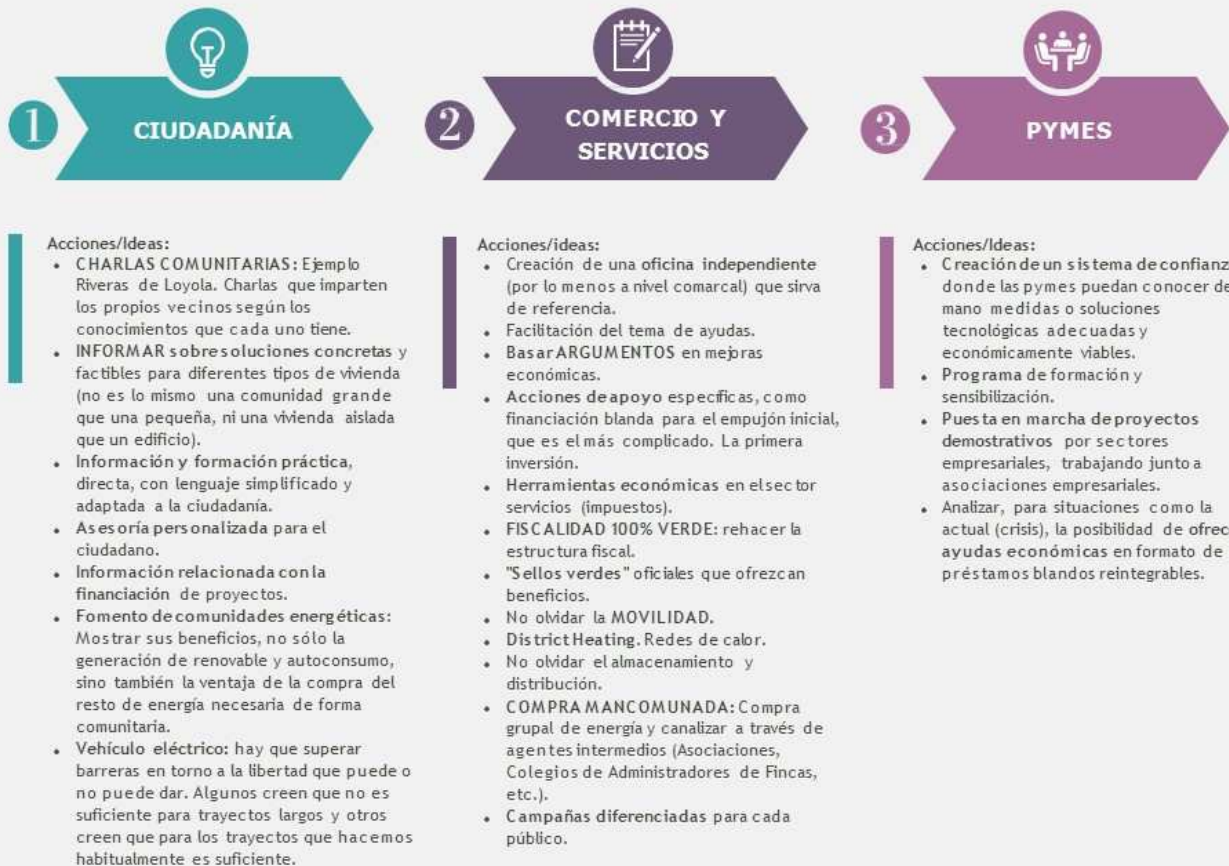 1
CIUDADANÍA
Acciones/Ideas:
• CHARLAS COMUNITARIAS: Ejemplo
Riveras de Loyola. Charlas que imparten
los propios vecinos según los
conocimientos que cada uno tiene.
• INFORMAR sobre soluciones concretas y
factibles para diferentes tipos de vivienda
(no es lo mismo una comunidad grande
que una pequeña, ni una vivienda aislada
que un edificio).
• Información y formación práctica,
directa, con lenguaje simplificado y
adaptada a la ciudadanía.
• Asesoría personalizada para el
ciudadano.
• Información relacionada con la
financiación de proyectos.
• Fomento de comunidades energéticas:
Mostrar sus beneficios, no sólo la
generación de renovable y autoconsumo,
sino también la ventaja de la compra del
resto de energía necesaria de forma
comunitaria.
• Vehículo eléctrico: hay que superar
barreras en torno a la libertad que puede o
no puede dar. Algunos creen que no es
suficiente para trayectos largos y otros
creen que para los trayectos que hacemos
habitualmente es suficiente.
2
COMERCIO Y
SERVICIOS
Acciones/ideas:
• Creación de una oficina independiente
(por lo menos a nivel comarcal) que sirva
de referencia.
• Facilitación del tema de ayudas.
• Basar ARGUMENTOS en mejoras
económicas.
• Acciones de apoyo específicas, como
financiación blanda para el empujón inicial,
que es el más complicado. La primera
inversión.
• Herramientas económicas en el sector
servicios (impuestos).
• FISCALIDAD 100% VERDE: rehacer la
estructura fiscal.
• "Sellos verdes" oficiales que ofrezcan
beneficios.
• No olvidar la MOVILIDAD.
• District Heating. Redes de calor.
• No olvidar el almacenamiento y
distribución.
• COMPRA MANCOMUNADA: Compra
grupal de energía y canalizar a través de
agentes intermedios (Asociaciones,
Colegios de Administradores de Fincas,
etc.).
• Campañas diferenciadas para cada
público.
3
PYMES
Acciones/Ideas:
• Creación de un sistema de confianz
donde las pymes puedan conocer de
mano medidas o soluciones
tecnológicas adecuadas y
económicamente viables.
• Programa de formación y
sensibilización.
• Puesta en marcha de proyectos
demostrativos por sectores
empresariales, trabajando junto a
asociaciones empresariales.
• Analizar, para situaciones como la
actual (crisis), la posibilidad de ofrec
ayudas económicas en formato de
préstamos blandos reintegrables.